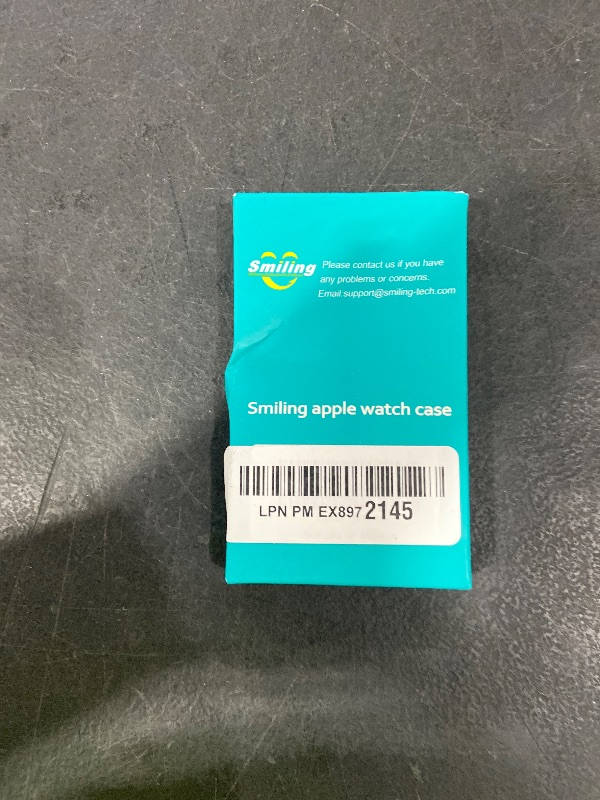 Smiling
Please contact us if you have
any problems or concerns.
Email:support@smiling-tech.com
Smiling apple watch case
LPN PM EX897 2145